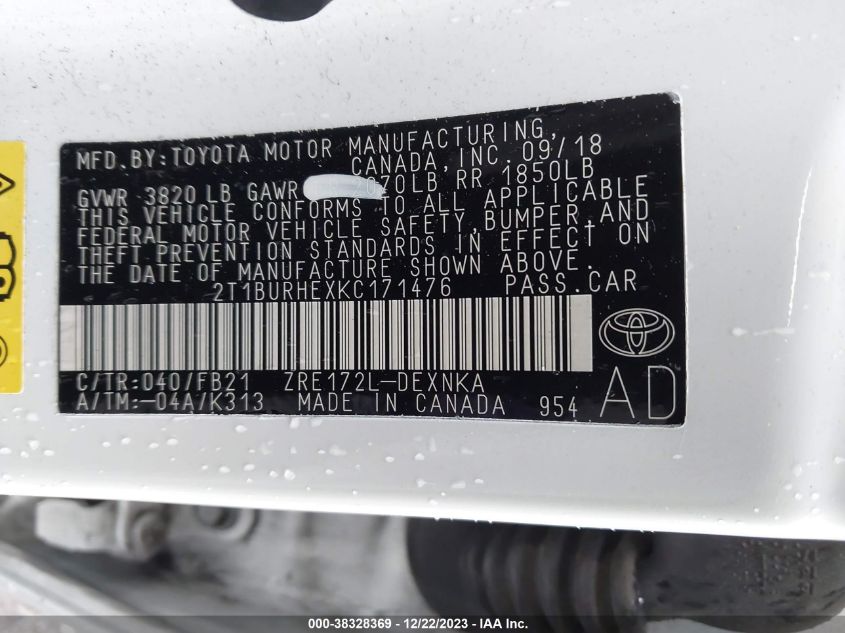 MFD.BY:TOYOTA MOTOR MANUFACTURING,
CANADA,INC. 09/18
GVWR 3820 LB GAWR 2070LB RR 1850LB
THIS VEHICLE CONFORMS TO ALL APPLICABLE
FEDERAL MOTOR VEHICLE SAFETY,BUMPER,AND
THEFT PREVENTION STANDARDS IN EFFECT ON
THE DATE OF MANUFACTURE SHOWN ABOVE.
2T1BURHEXKC171476 PASS.CAR
C/TR:040/FB21 ZRE172L-DEXNKA
A/TM:-04A/K313 MADE IN CANADA 954 AD
000-38328369 - 12/22/2023 - IAA Inc.